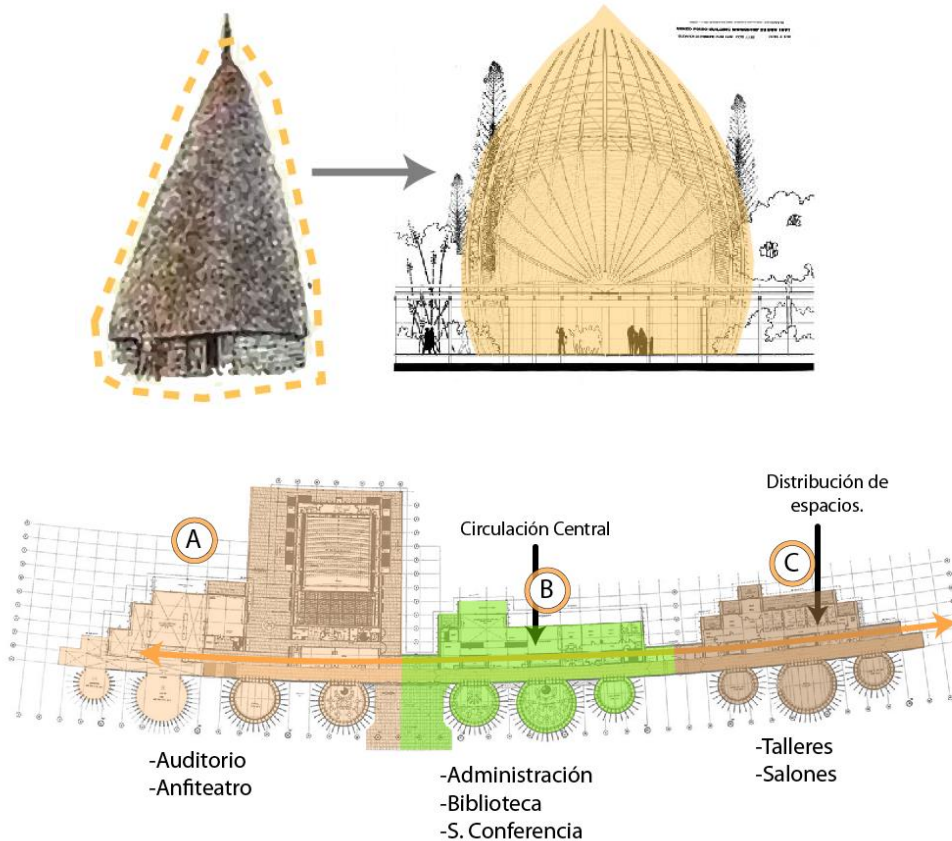 A
Circulación Central
B
Distribución de
espacios.
C
-Auditorio
-Anfiteatro
-Administración
-Biblioteca
-S. Conferencia
-Talleres
-Salones